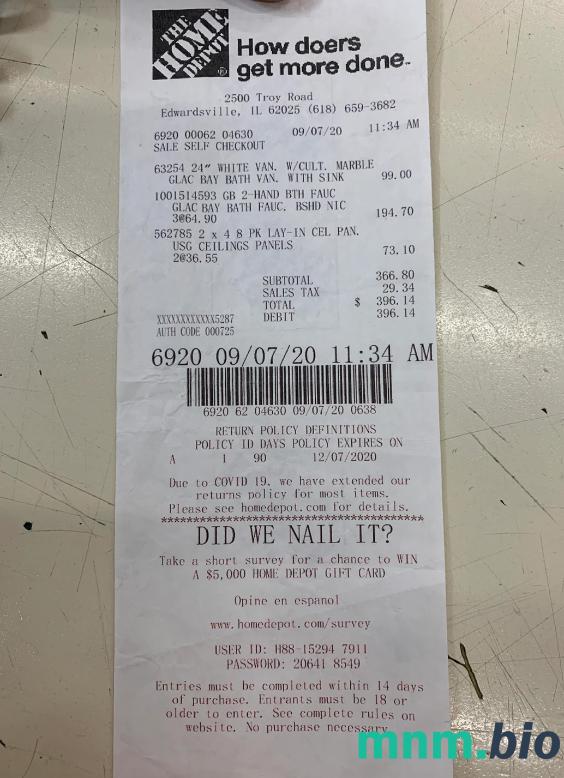 THE
HOME
DEPOT
How doers
get more done™
2500 Troy Road
Edwardsville, IL 62025 (618) 659-3682
6920 00062 04630 09/07/20 11:34 AM
SALE SELF CHECKOUT
63254 24" WHITE VAN. W/CULT. MARBLE
GLAC BAY BATH VAN. WITH SINK 99.00
1001514593 GB 2-HAND BTH FAUC
GLAC BAY BATH FAUC. BSHD NIC
3@64.90 194.70
562785 2 x 4 8 PK LAY-IN CEL PAN.
USG CEILINGS PANELS
2@36.55 73.10
SUBTOTAL 366.80
SALES TAX 29.34
TOTAL $ 396.14
XXXXXXXXXXXX5287 DEBIT 396.14
AUTH CODE 000725
6920 09/07/20 11:34 AM
6920 62 04630 09/07/20 0638
RETURN POLICY DEFINITIONS
POLICY ID DAYS POLICY EXPIRES ON
A 1 90 12/07/2020
Due to COVID 19, we have extended our
returns policy for most items.
Please see homedepot.com for details.
****************************************
DID WE NAIL IT?
Take a short survey for a chance to WIN
A $5,000 HOME DEPOT GIFT CARD
Opine en espanol
www.homedepot.com/survey
USER ID: H88-15294 7911
PASSWORD: 20641 8549
Entries must be completed within 14 days
of purchase. Entrants must be 18 or
older to enter. See complete rules on
website. No purchase necessary
mnm.bio